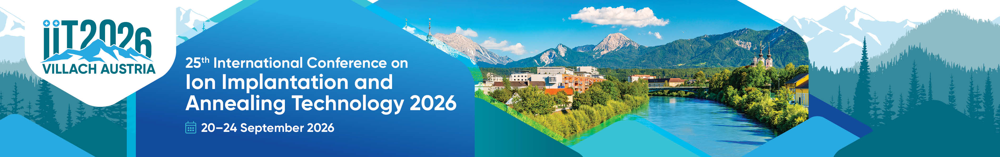 iiT2026
VILLACH AUSTRIA
25th International Conference on
Ion Implantation and
Annealing Technology 2026
20–24 September 2026